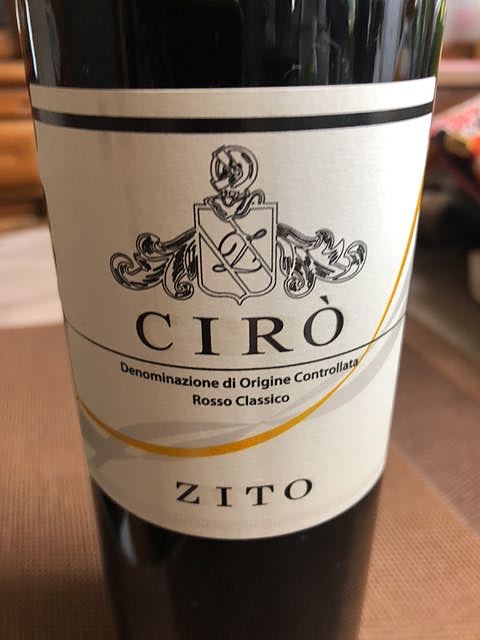 CIRÒ
Denominazione di Origine Controllata
Rosso Classico
ZITO